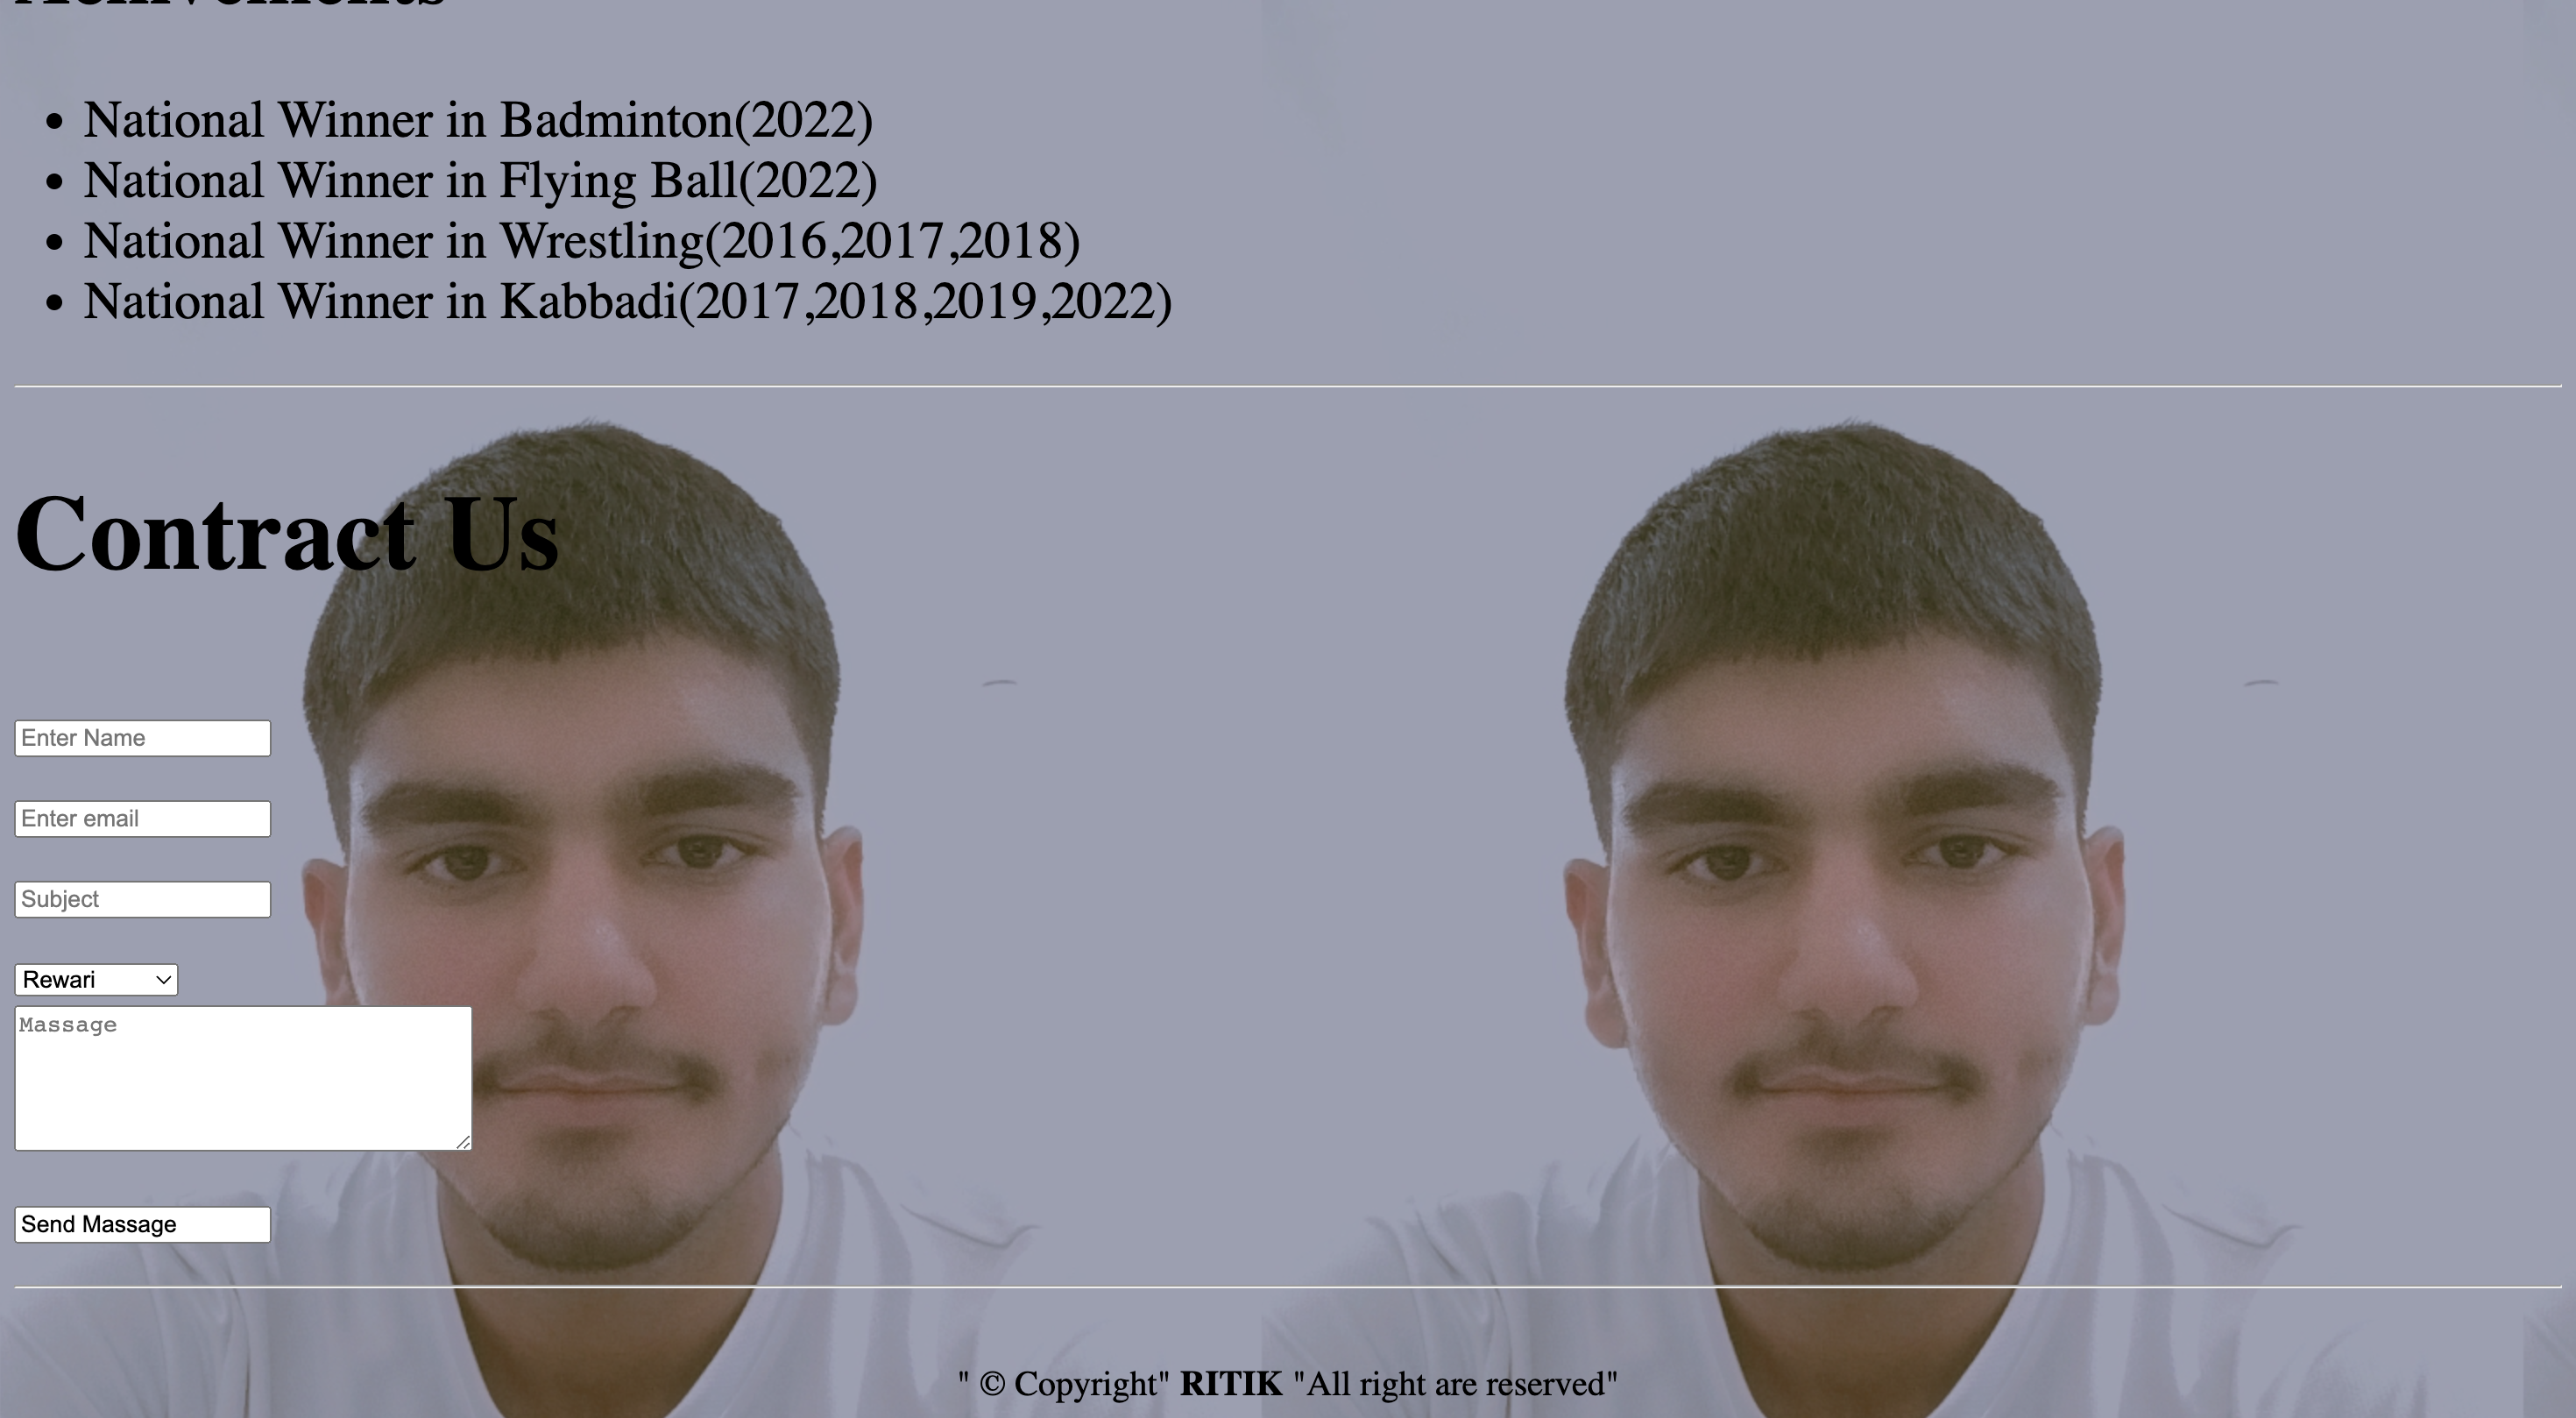 National Winner in Badminton(2022)
National Winner in Flying Ball(2022)
National Winner in Wrestling(2016,2017,2018)
National Winner in Kabbadi(2017,2018,2019,2022)
Contract Us
Enter Name
Enter email
Subject
Rewari
Massage
Send Massage
" © Copyright" RITIK "All right are reserved"